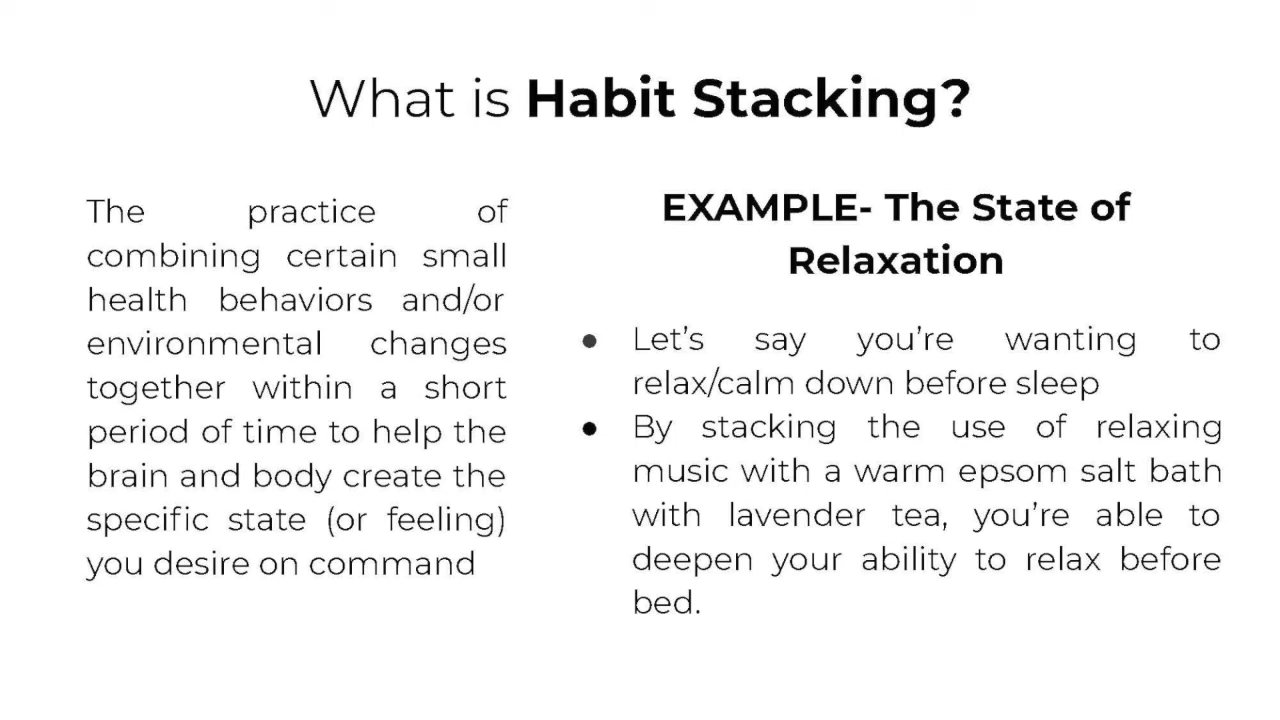 What is Habit Stacking?
The practice of
combining certain small
health behaviors and/or
environmental changes
together within a short
period of time to help the
brain and body create the
specific state (or feeling)
you desire on command
EXAMPLE- The State of
Relaxation
● Let's say you're wanting to
relax/calm down before sleep
● By stacking the use of relaxing
music with a warm epsom salt bath
with lavender tea, you're able to
deepen your ability to relax before
bed.